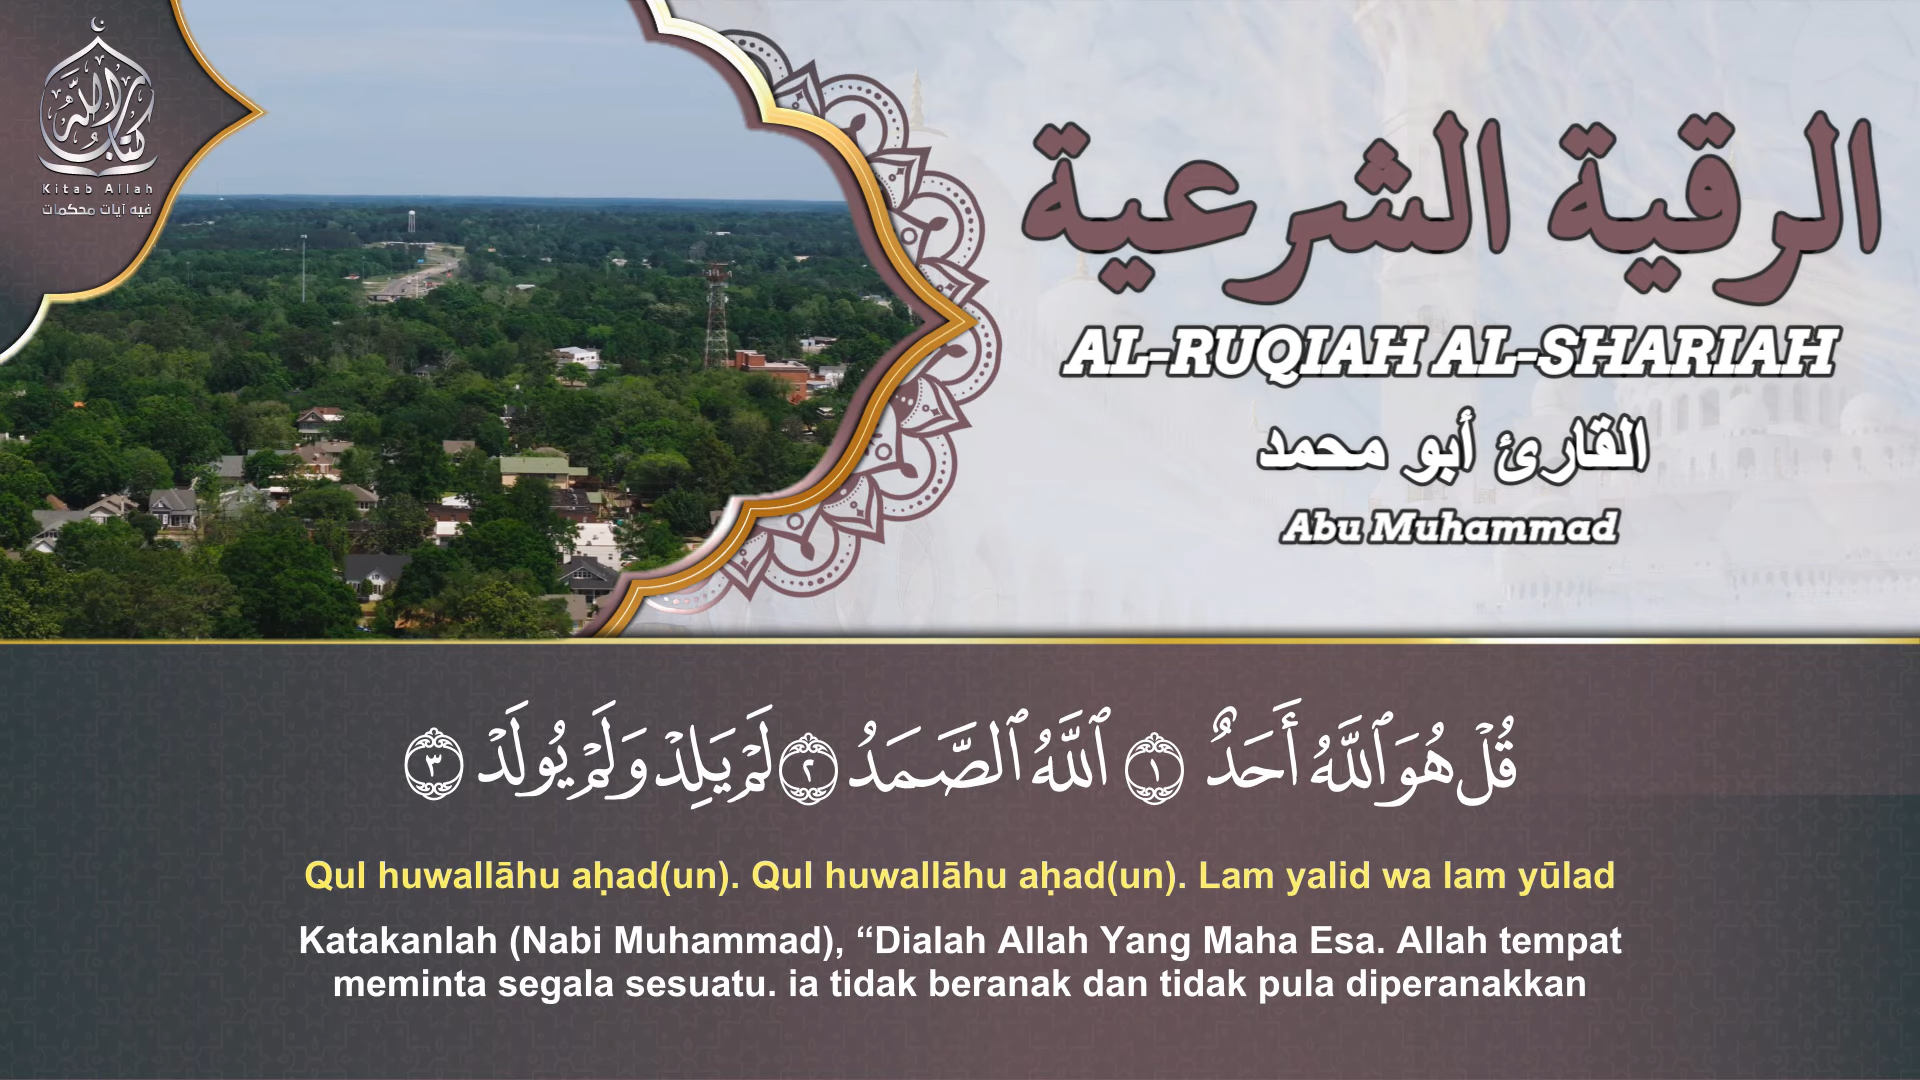 كتاب الله
Kitab Allah
فيه آيات محكمات
الرقية الشرعية
AL-RUQIAH AL-SHARIAH
القارئ أبو محمد
Abu Muhammad
قُلْ هُوَ ٱللَّهُ أَحَدٌ ١ ٱللَّهُ ٱلصَّمَدُ ٢ لَمْ يَلِدْ وَلَمْ يُولَدْ ٣
Qul huwallāhu aḥad(un). Qul huwallāhu aḥad(un). Lam yalid wa lam yūlad
Katakanlah (Nabi Muhammad), “Dialah Allah Yang Maha Esa. Allah tempat
meminta segala sesuatu. ia tidak beranak dan tidak pula diperanakkan